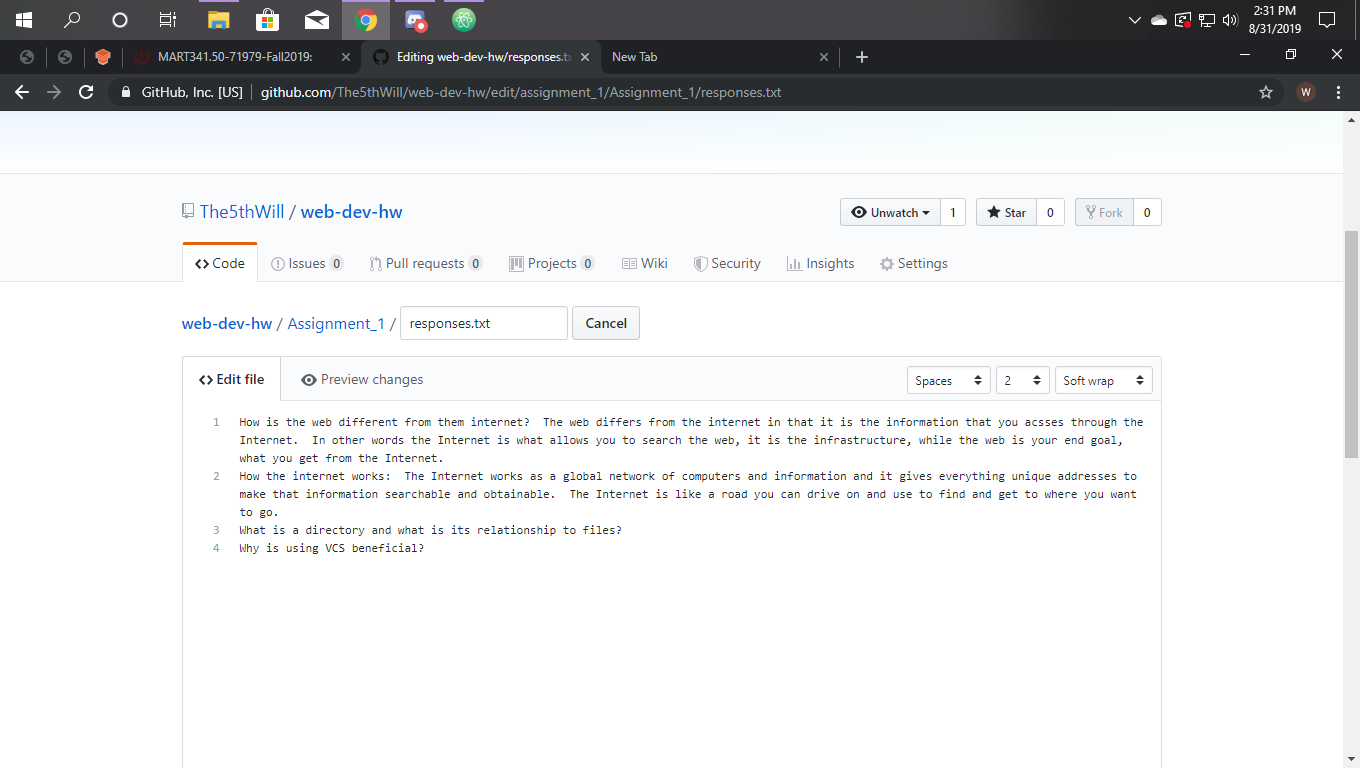 2:31 PM
8/31/2019
MART341.50-71979-Fall2019:
Editing web-dev-hw/responses.tx
New Tab
GitHub, Inc. [US] github.com/The5thWill/web-dev-hw/edit/assignment_1/Assignment_1/responses.txt
W
The5thWill / web-dev-hw
Unwatch 1 Star 0 Fork 0
Code Issues 0 Pull requests 0 Projects 0 Wiki Security Insights Settings
web-dev-hw / Assignment_1 / responses.txt Cancel
Edit file Preview changes Spaces 2 Soft wrap
1 How is the web different from them internet?  The web differs from the internet in that it is the information that you acsses through the
Internet.  In other words the Internet is what allows you to search the web, it is the infrastructure, while the web is your end goal,
what you get from the Internet.
2 How the internet works:  The Internet works as a global network of computers and information and it gives everything unique addresses to
make that information searchable and obtainable.  The Internet is like a road you can drive on and use to find and get to where you want
to go.
3 What is a directory and what is its relationship to files?
4 Why is using VCS beneficial?